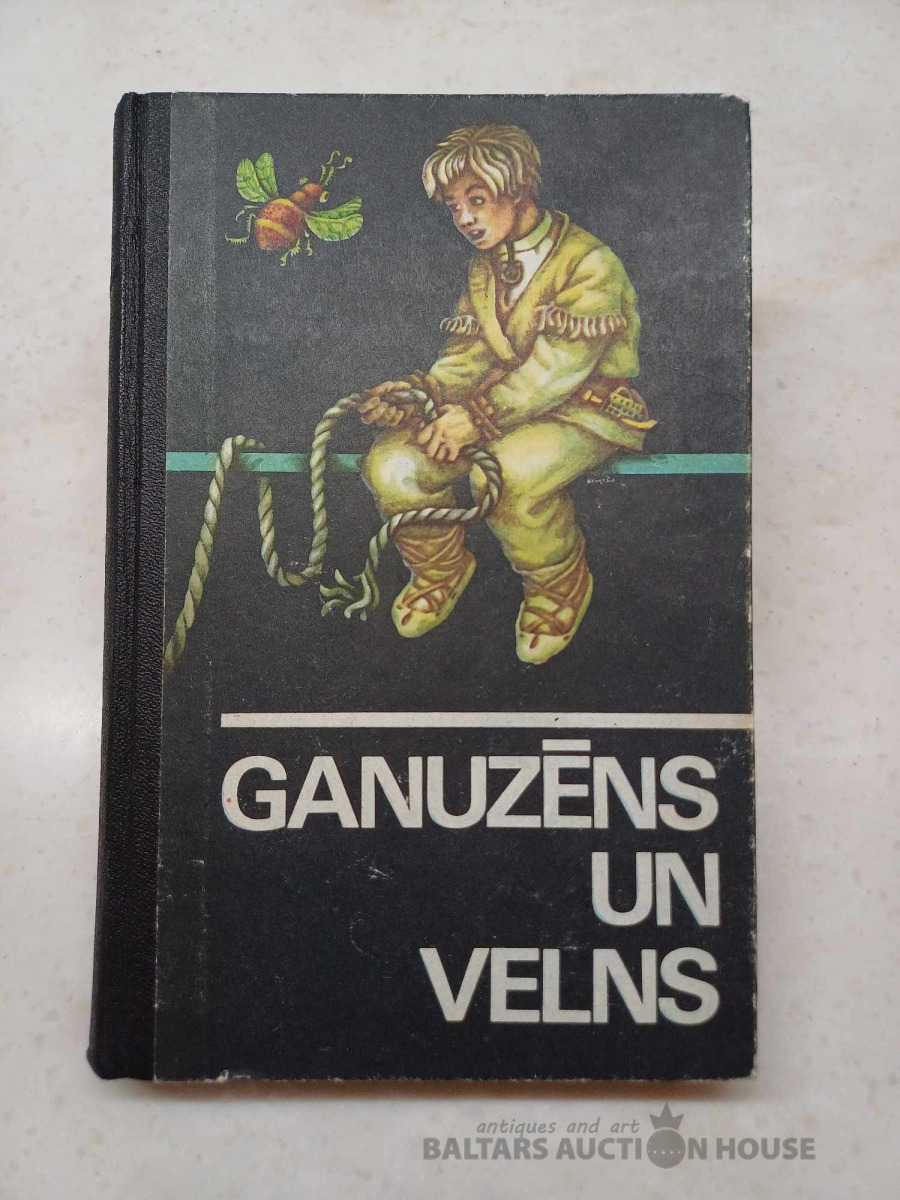 GANUZĒNS
UN
VELNS
antiques and art
BALTARS AUCTION HOUSE